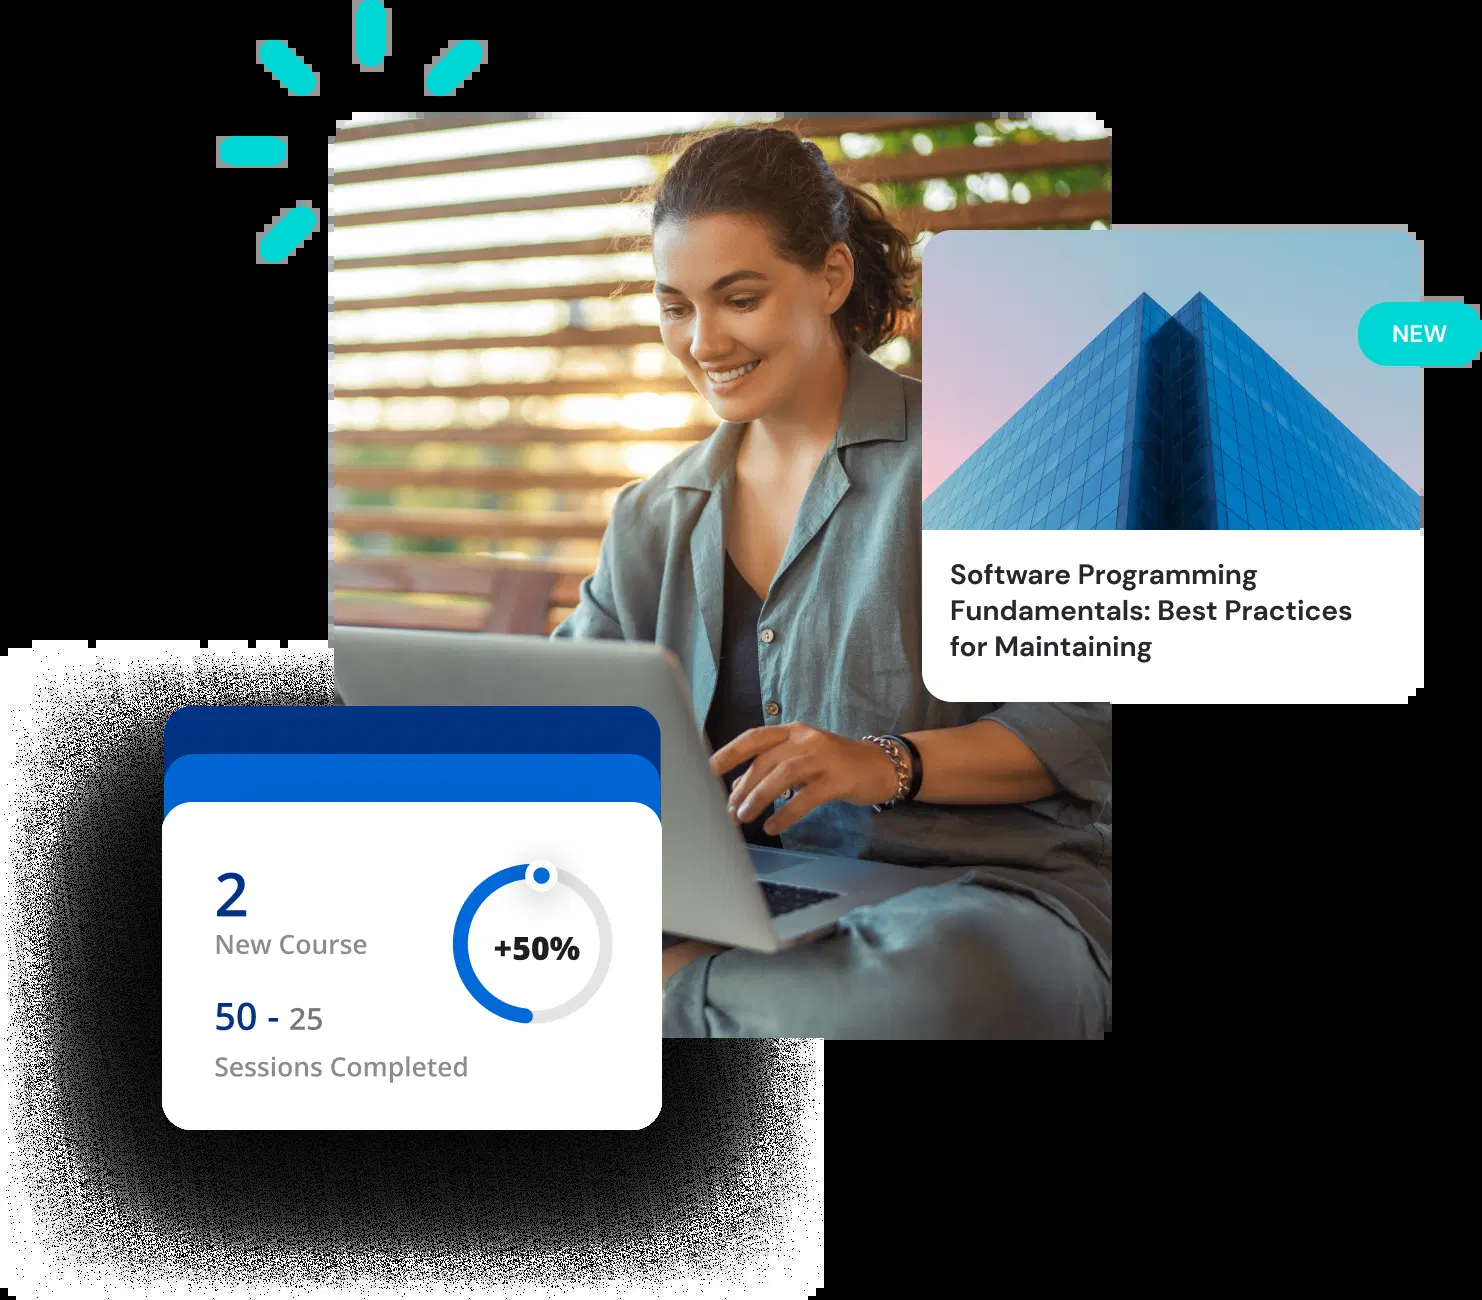 NEW
Software Programming
Fundamentals: Best Practices
for Maintaining
2
New Course
+50%
50 - 25
Sessions Completed